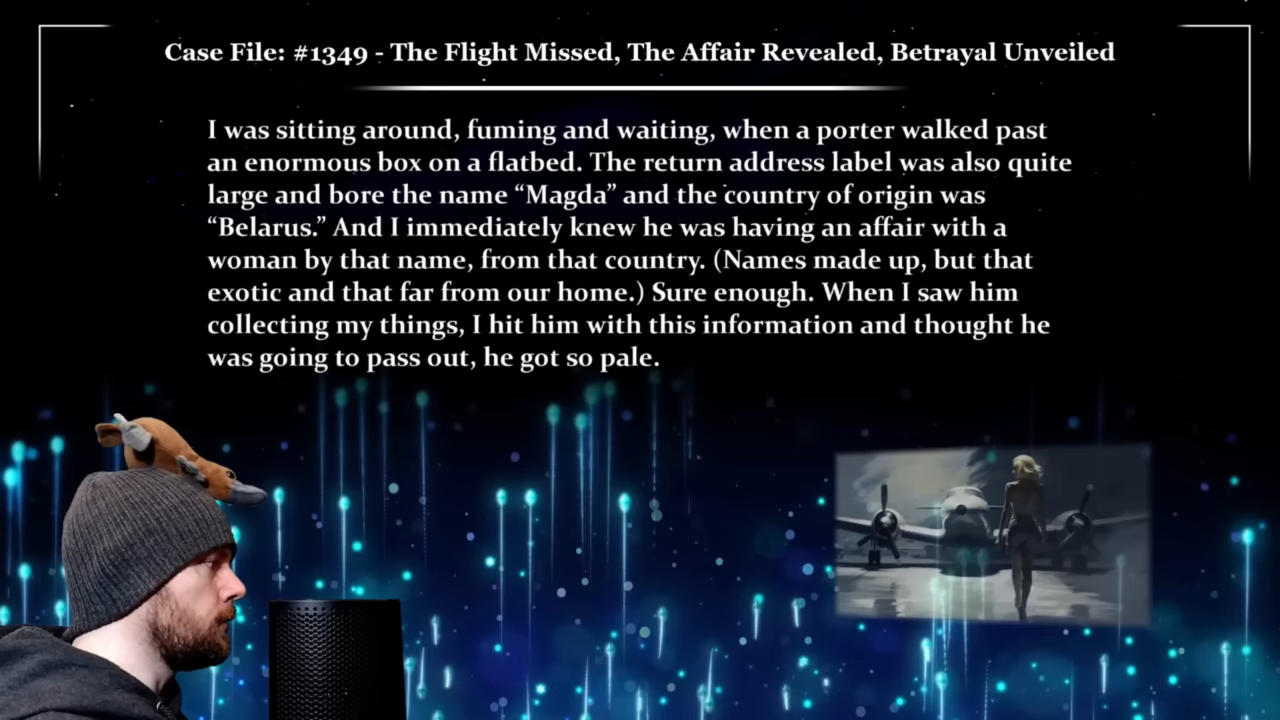 Case File: #1349 - The Flight Missed, The Affair Revealed, Betrayal Unveiled
I was sitting around, fuming and waiting, when a porter walked past
an enormous box on a flatbed. The return address label was also quite
large and bore the name “Magda” and the country of origin was
“Belarus.” And I immediately knew he was having an affair with a
woman by that name, from that country. (Names made up, but that
exotic and that far from our home.) Sure enough. When I saw him
collecting my things, I hit him with this information and thought he
was going to pass out, he got so pale.